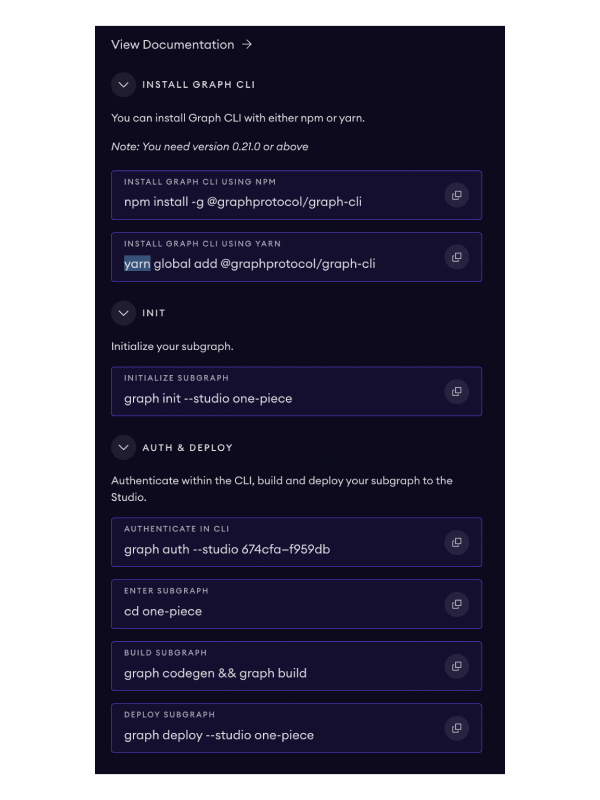 View Documentation →
INSTALL GRAPH CLI
You can install Graph CLI with either npm or yarn.
Note: You need version 0.21.0 or above
INSTALL GRAPH CLI USING NPM
npm install -g @graphprotocol/graph-cli
INSTALL GRAPH CLI USING YARN
yarn global add @graphprotocol/graph-cli
INIT
Initialize your subgraph.
INITIALIZE SUBGRAPH
graph init --studio one-piece
AUTH & DEPLOY
Authenticate within the CLI, build and deploy your subgraph to the
Studio.
AUTHENTICATE IN CLI
graph auth --studio 674cfa—f959db
ENTER SUBGRAPH
cd one-piece
BUILD SUBGRAPH
graph codegen && graph build
DEPLOY SUBGRAPH
graph deploy --studio one-piece